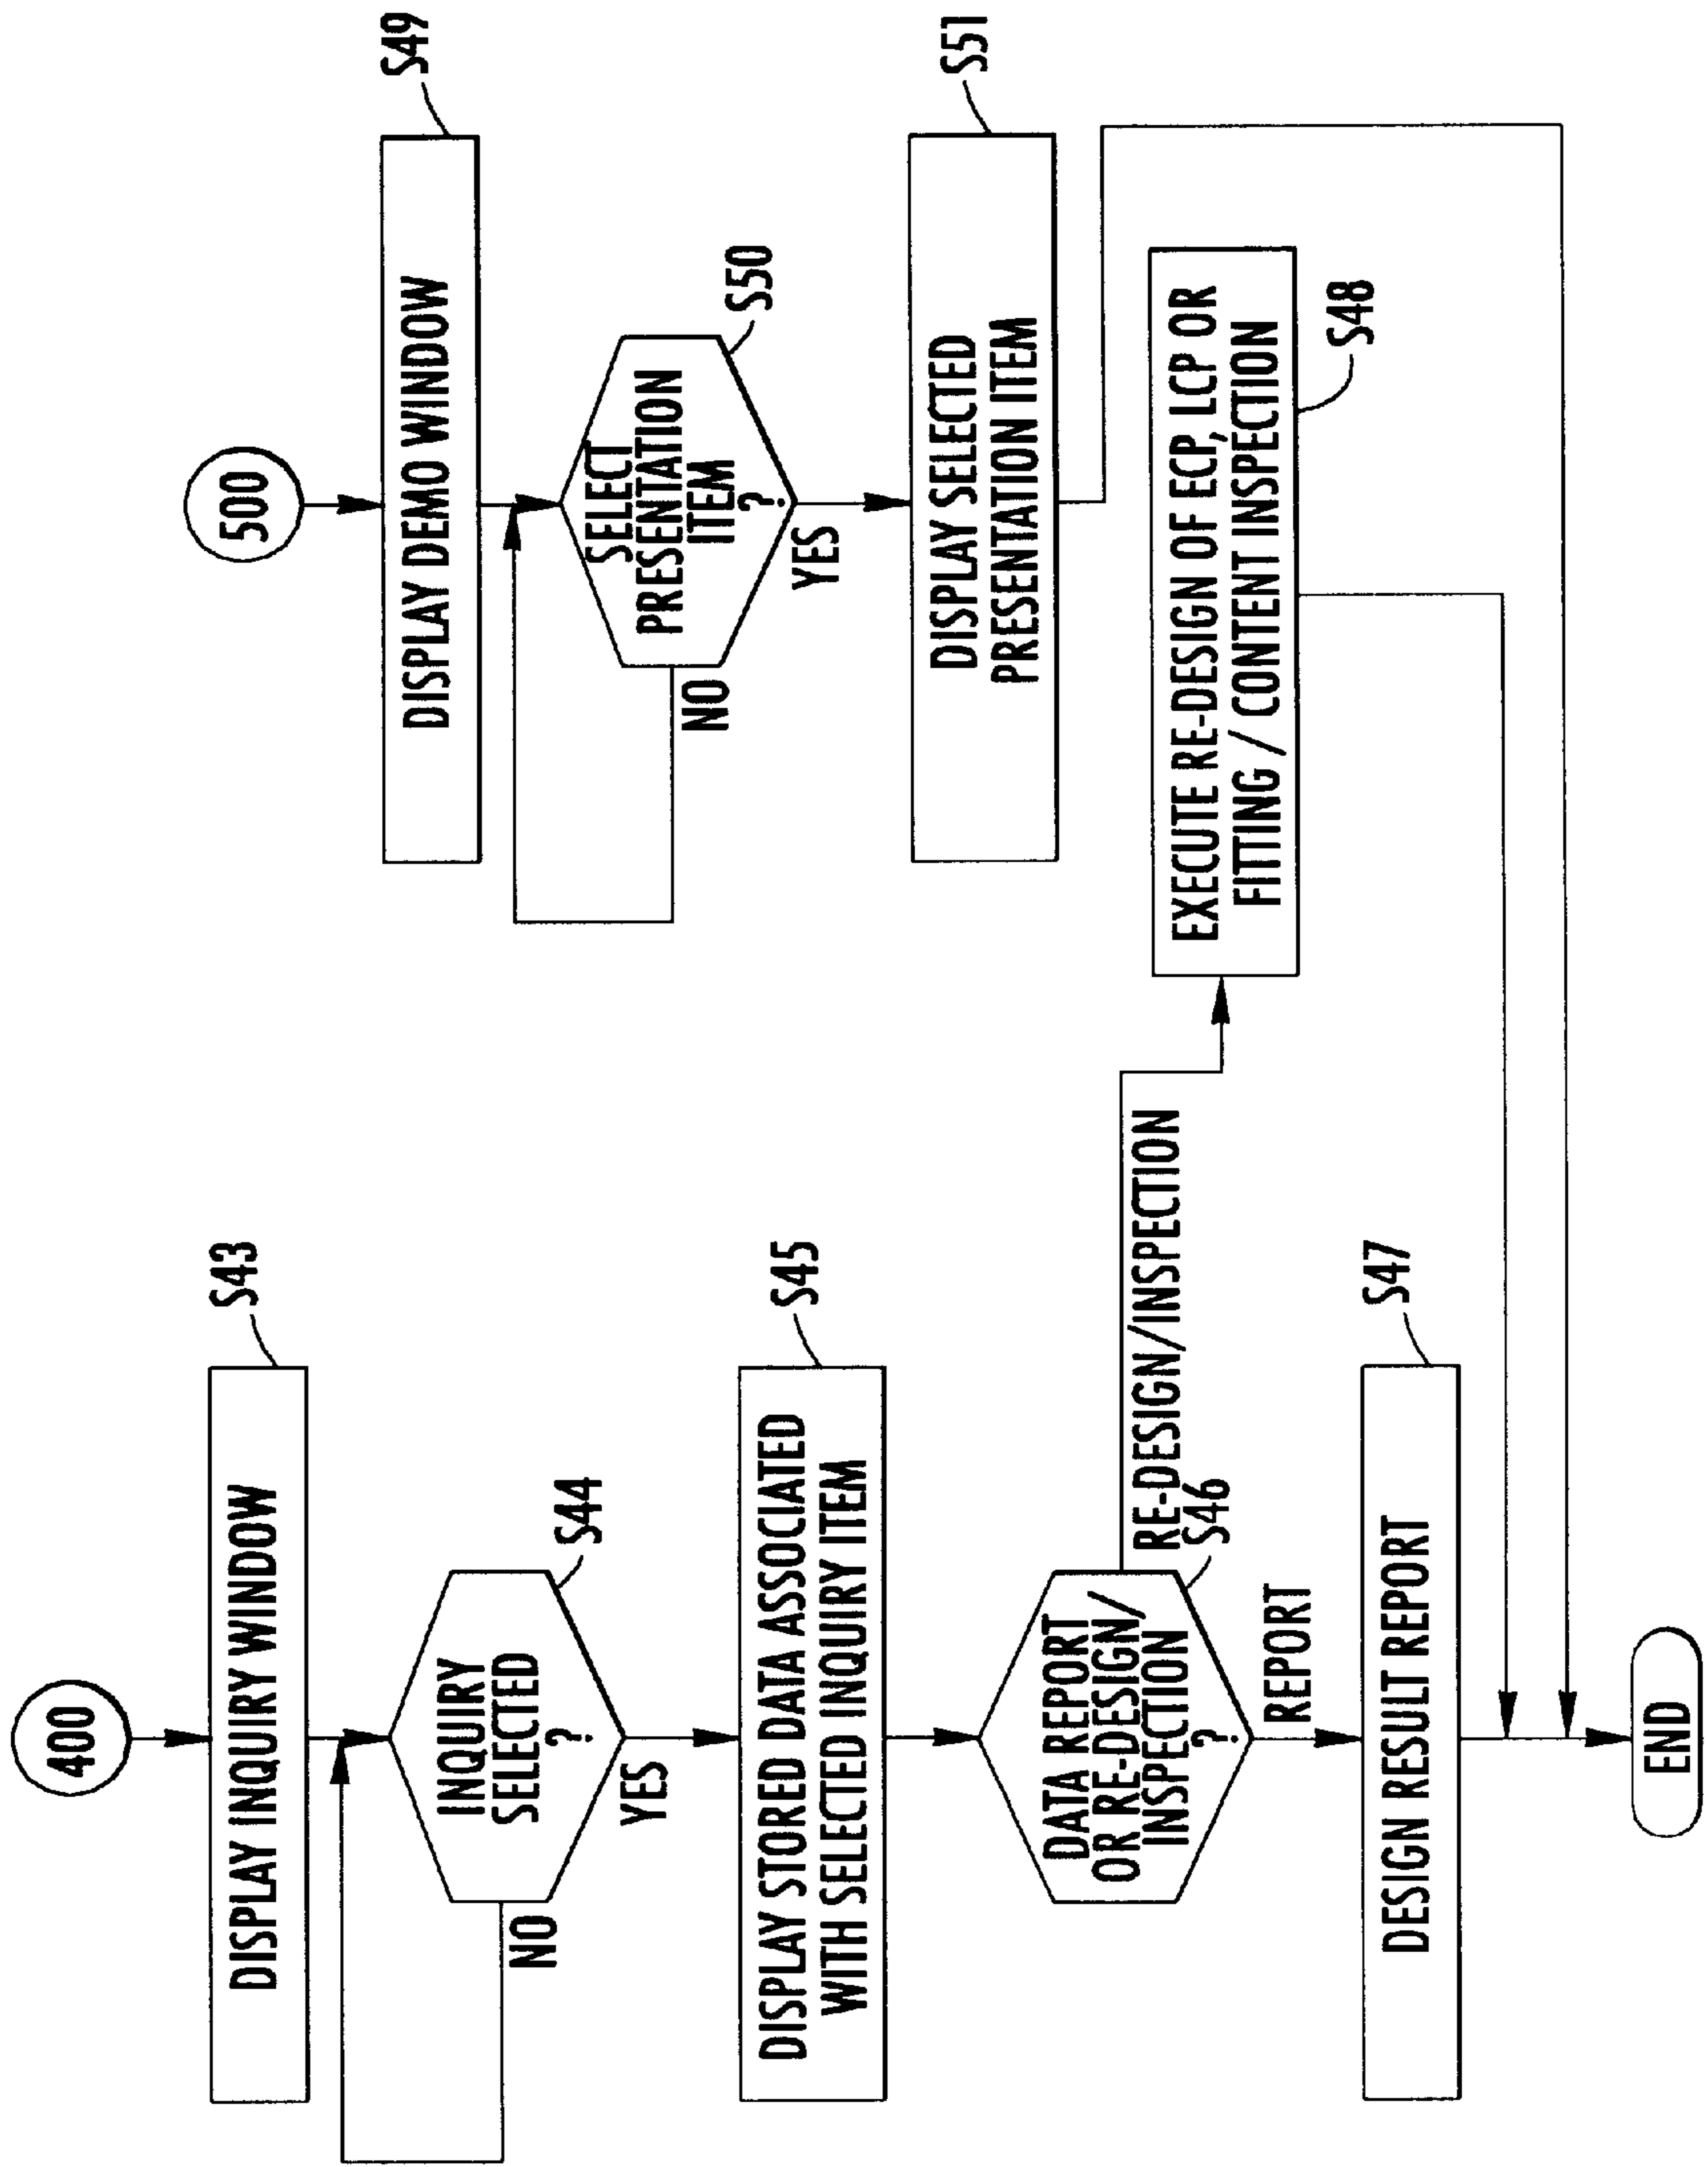 400
DISPLAY INQUIRY WINDOW
S43
INQUIRY
SELECTED
?
S44
NO
YES
DISPLAY STORED DATA ASSOCIATED
WITH SELECTED INQUIRY ITEM
S45
DATA REPORT
OR RE-DESIGN/
INSPECTION
?
S46
RE-DESIGN/INSPECTION
REPORT
DESIGN RESULT REPORT
S47
END
500
DISPLAY DEMO WINDOW
S49
SELECT
PRESENTATION
ITEM
?
S50
NO
YES
DISPLAY SELECTED
PRESENTATION ITEM
S51
EXECUTE RE-DESIGN OF ECP, LCP OR
FITTING / CONTENT INSPECTION
S48